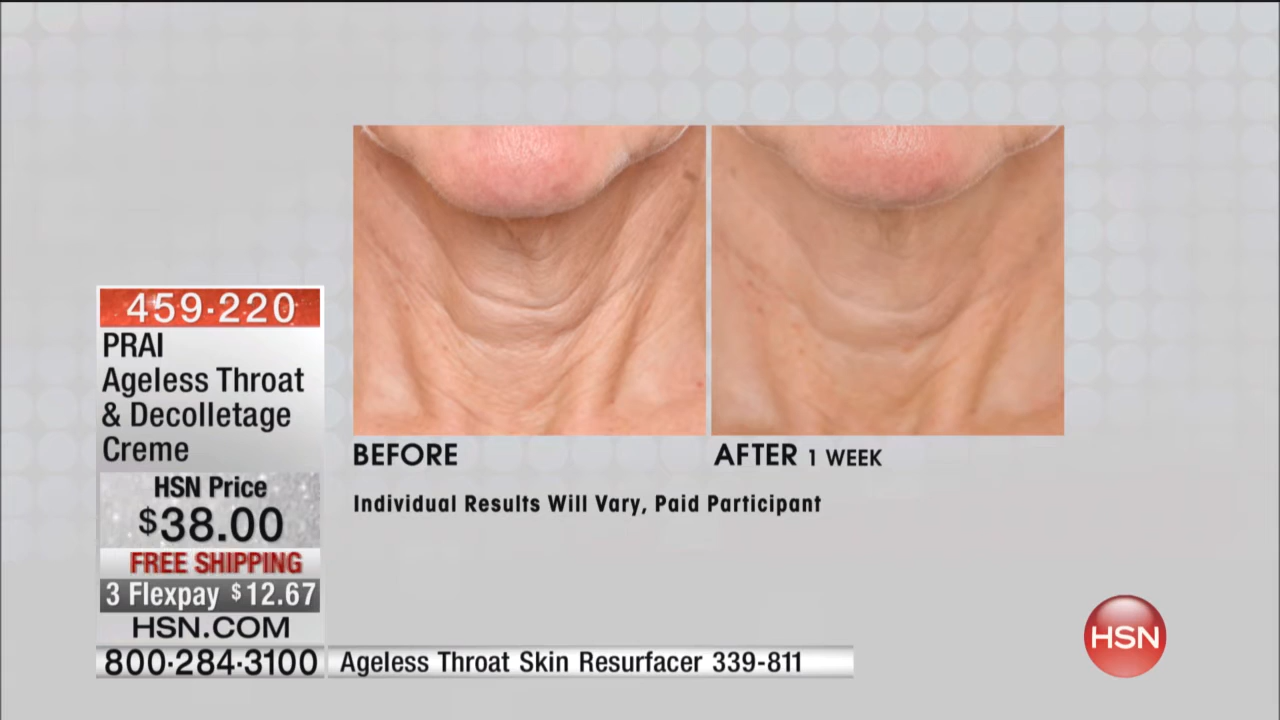 459·220
PRAI
Ageless Throat
& Decolletage
Creme
HSN Price
$38.00
FREE SHIPPING
3 Flexpay $12.67
HSN.COM
800·284·3100
Ageless Throat Skin Resurfacer 339-811
BEFORE
AFTER 1 WEEK
Individual Results Will Vary, Paid Participant
HSN